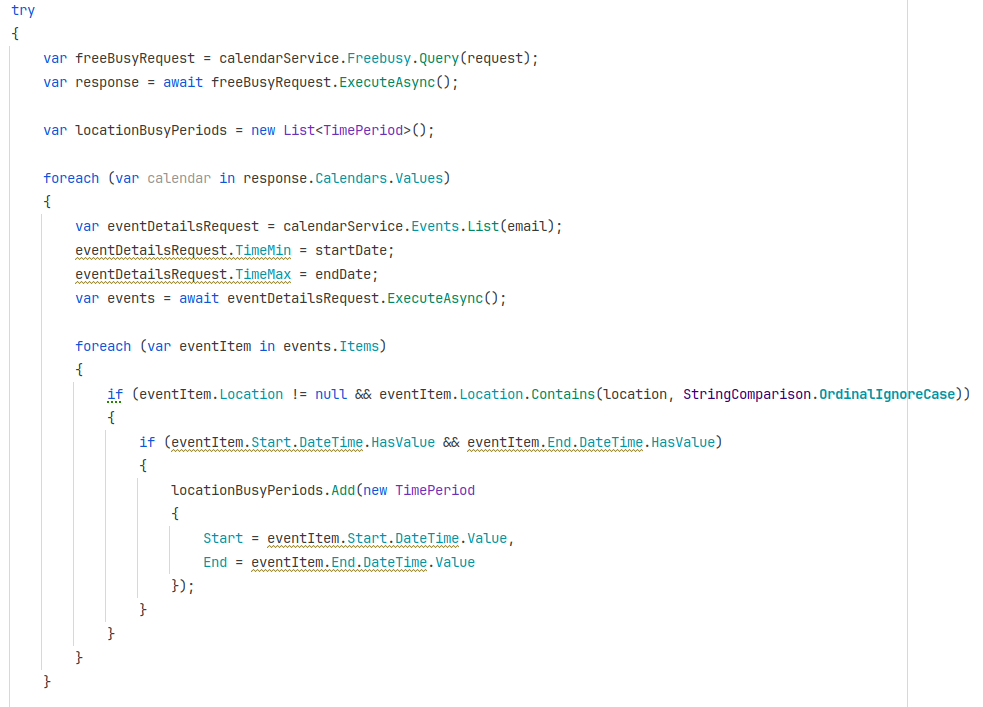 try
{
    var freeBusyRequest = calendarService.Freebusy.Query(request);
    var response = await freeBusyRequest.ExecuteAsync();

    var locationBusyPeriods = new List<TimePeriod>();

    foreach (var calendar in response.Calendars.Values)
    {
        var eventDetailsRequest = calendarService.Events.List(email);
        eventDetailsRequest.TimeMin = startDate;
        eventDetailsRequest.TimeMax = endDate;
        var events = await eventDetailsRequest.ExecuteAsync();

        foreach (var eventItem in events.Items)
        {
            if (eventItem.Location != null && eventItem.Location.Contains(location, StringComparison.OrdinalIgnoreCase))
            {
                if (eventItem.Start.DateTime.HasValue && eventItem.End.DateTime.HasValue)
                {
                    locationBusyPeriods.Add(new TimePeriod
                    {
                        Start = eventItem.Start.DateTime.Value,
                        End = eventItem.End.DateTime.Value
                    });
                }
            }
        }
    }